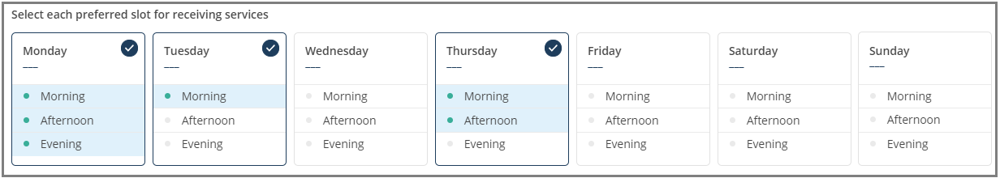 Select each preferred slot for receiving services
Monday
Morning
Afternoon
Evening
Tuesday
Morning
Afternoon
Evening
Wednesday
Morning
Afternoon
Evening
Thursday
Morning
Afternoon
Evening
Friday
Morning
Afternoon
Evening
Saturday
Morning
Afternoon
Evening
Sunday
Morning
Afternoon
Evening